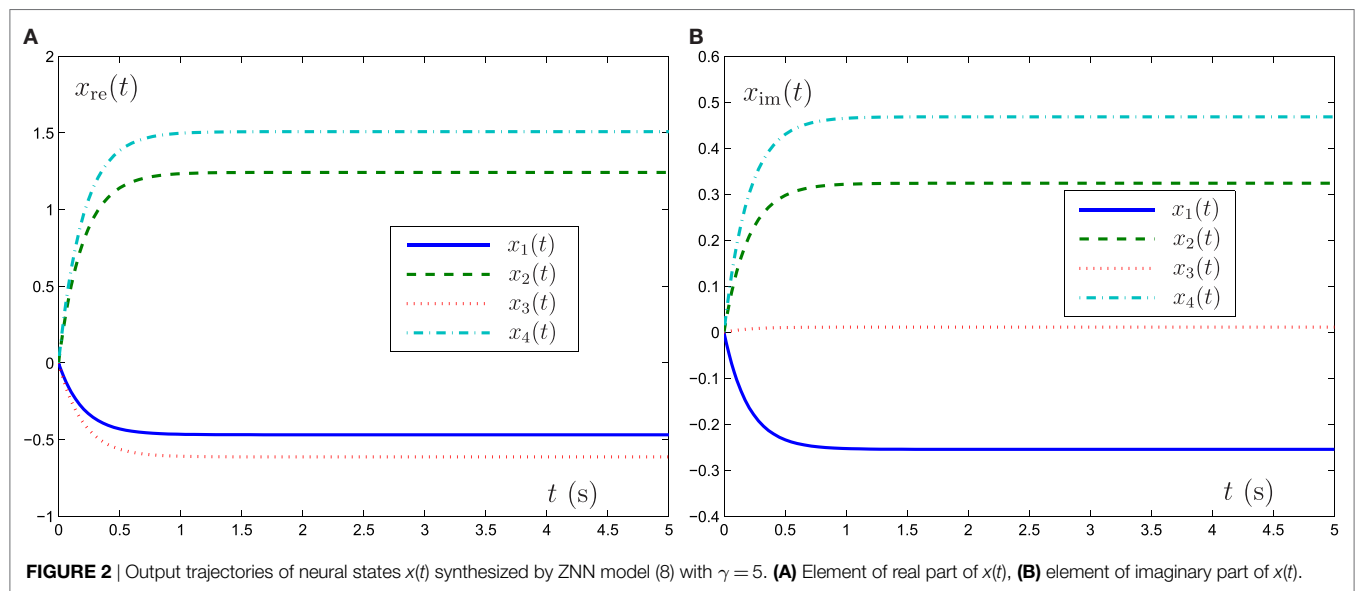 A
2
1.5
1
0.5
0
−0.5
−1
0 0.5 1 1.5 2 2.5 3 3.5 4 4.5 5
x_re(t)
x_1(t)
x_2(t)
x_3(t)
x_4(t)
t (s)
B
0.6
0.5
0.4
0.3
0.2
0.1
0
−0.1
−0.2
−0.3
−0.4
0 0.5 1 1.5 2 2.5 3 3.5 4 4.5 5
x_im(t)
x_1(t)
x_2(t)
x_3(t)
x_4(t)
t (s)
FIGURE 2 | Output trajectories of neural states x(t) synthesized by ZNN model (8) with γ = 5. (A) Element of real part of x(t), (B) element of imaginary part of x(t).